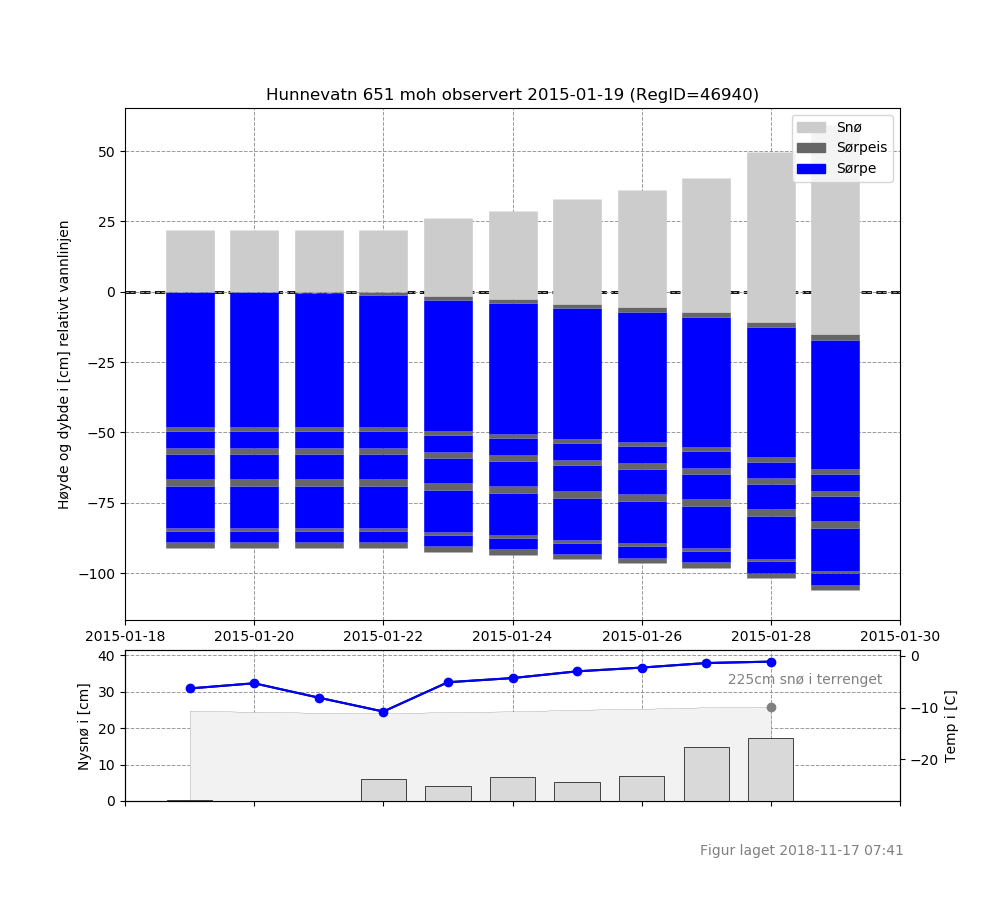 Hunnevatn 651 moh observert 2015-01-19 (RegID=46940)
Snø
Sørpeis
Sørpe
Høyde og dybde i [cm] relativt vannlinjen
50
25
0
−25
−50
−75
−100
2015-01-18 2015-01-20 2015-01-22 2015-01-24 2015-01-26 2015-01-28 2015-01-30
Nysnø i [cm]
40
30
20
10
0
225cm snø i terrenget
0
−10
−20
Temp i [C]
Figur laget 2018-11-17 07:41